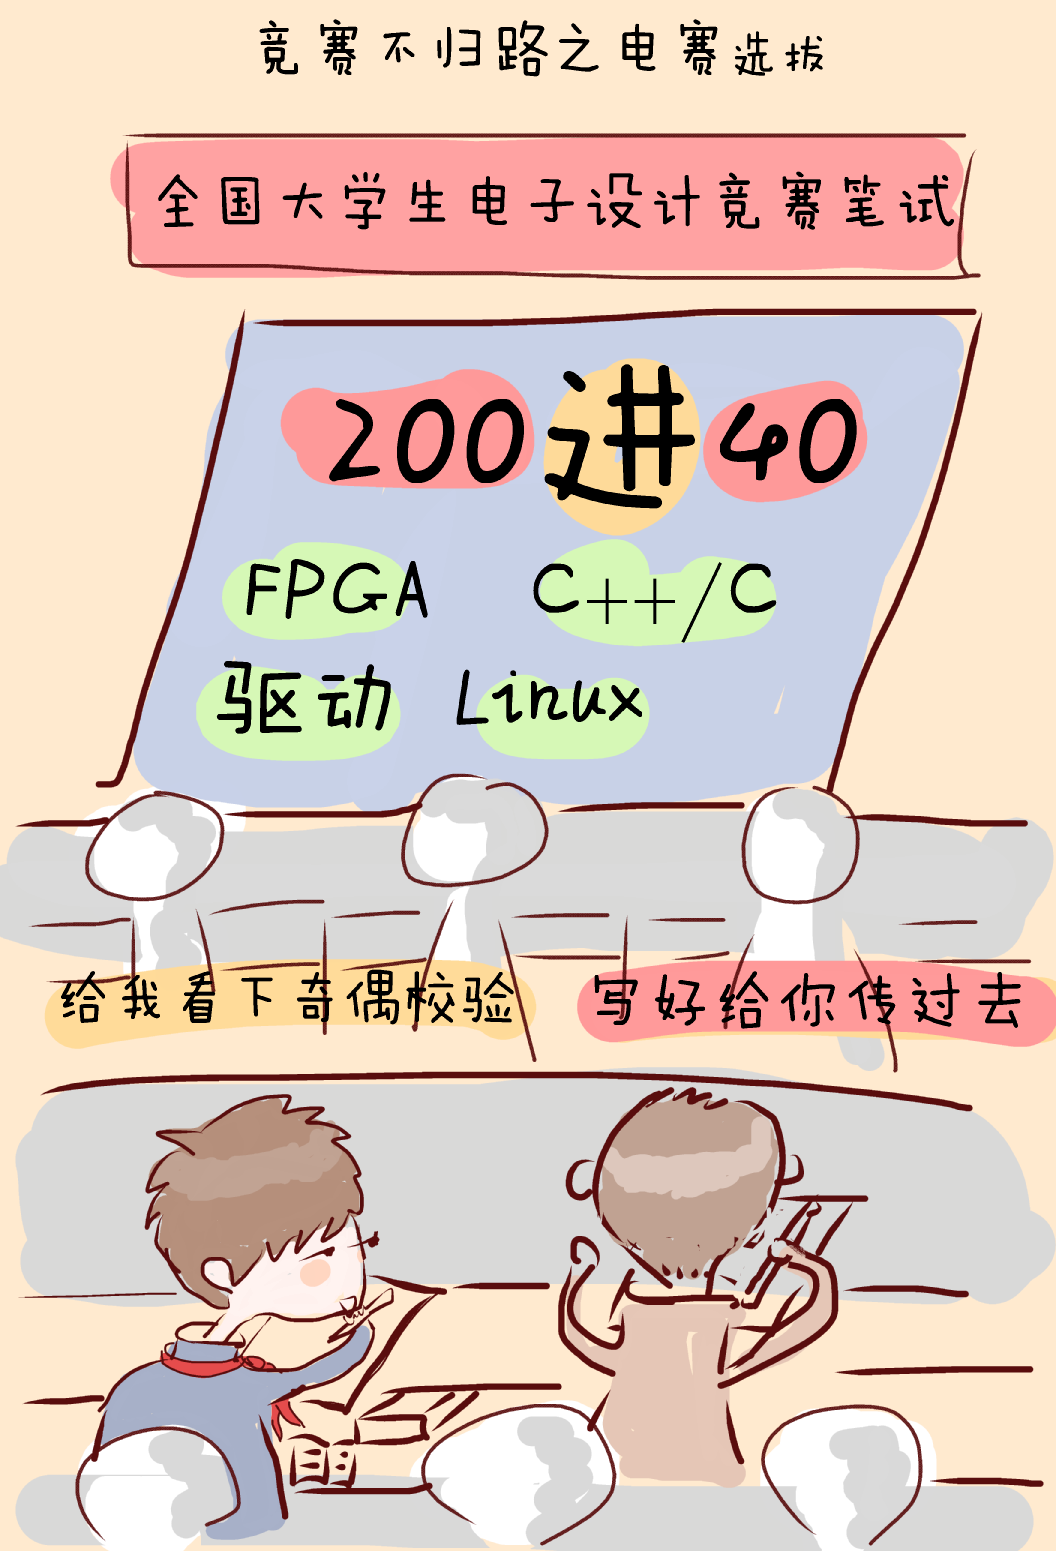 竞赛不归路之电赛选拔
全国大学生电子设计竞赛笔试
200进40
FPGA C++/C
驱动 Linux
给我看下奇偶校验 写好给你传过去